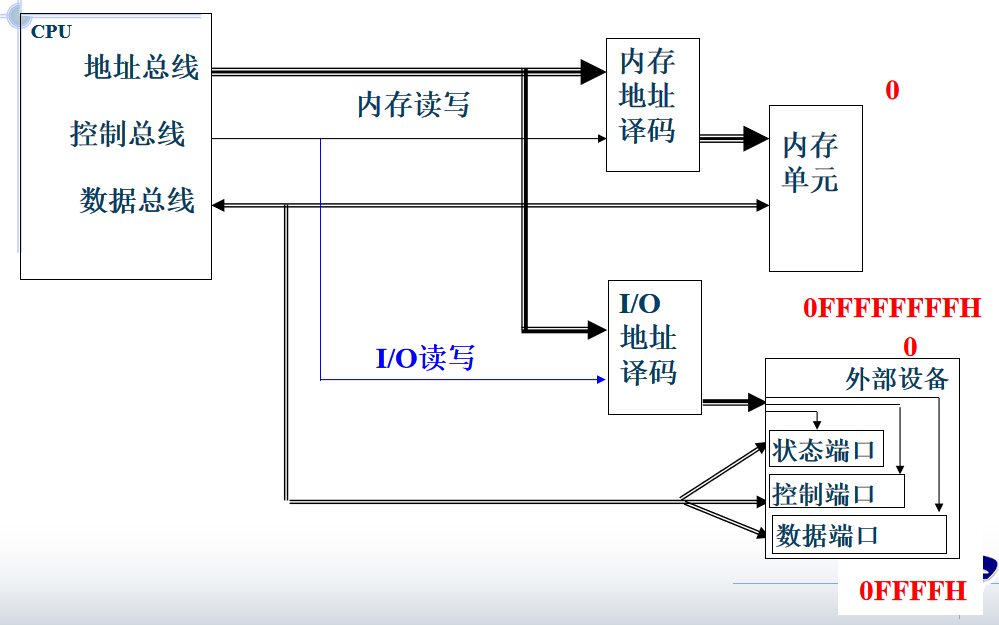 CPU
地址总线
控制总线
数据总线
内存读写
内存
地址
译码
0
内存
单元
0FFFFFFFFH
I/O
地址
译码
I/O读写
0
外部设备
状态端口
控制端口
数据端口
0FFFFH